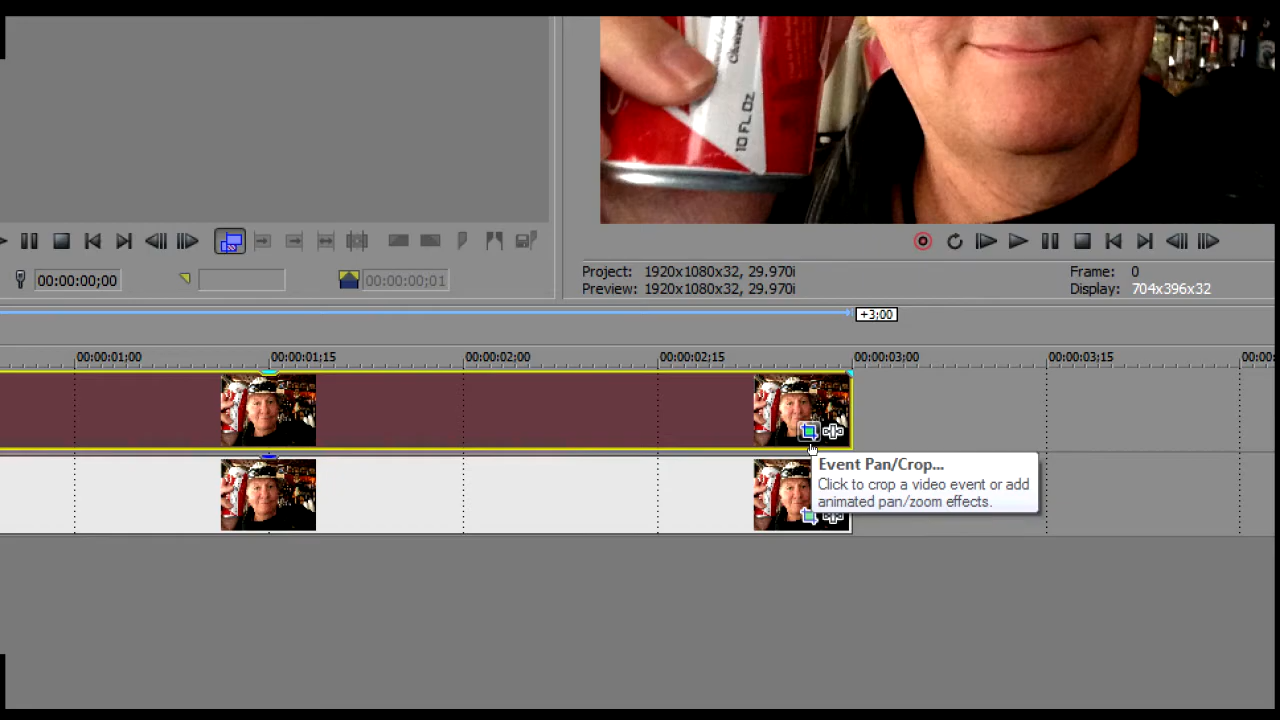 10 FL. OZ.
00:00:00;00
00:00:00;01
Project: 1920x1080x32, 29.970i
Preview: 1920x1080x32, 29.970i
Frame: 0
Display: 704x396x32
+3;00
00:00:01;00
00:00:01;15
00:00:02;00
00:00:02;15
00:00:03;00
00:00:03;15
Event Pan/Crop...
Click to crop a video event or add
animated pan/zoom effects.